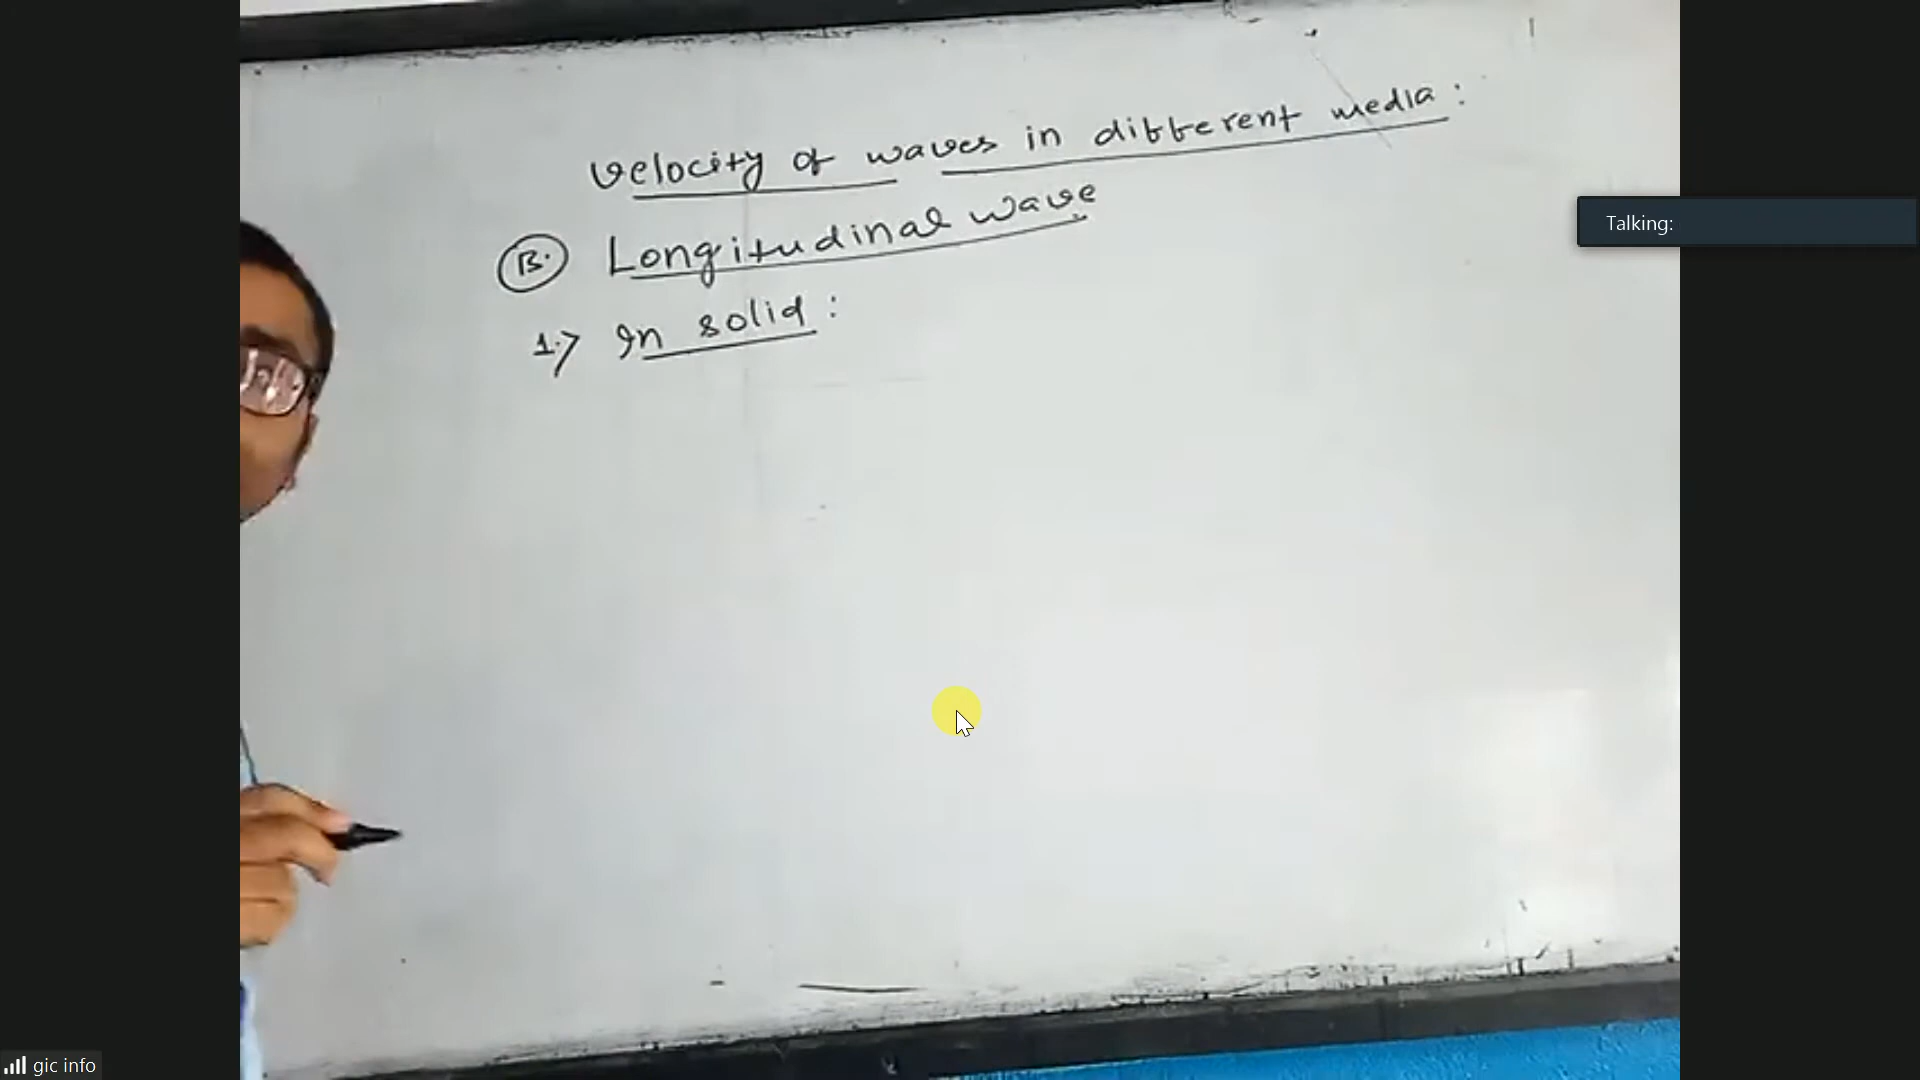 velocity of waves in different media:
B. Longitudinal wave
1.> In solid:
Talking:
gic info